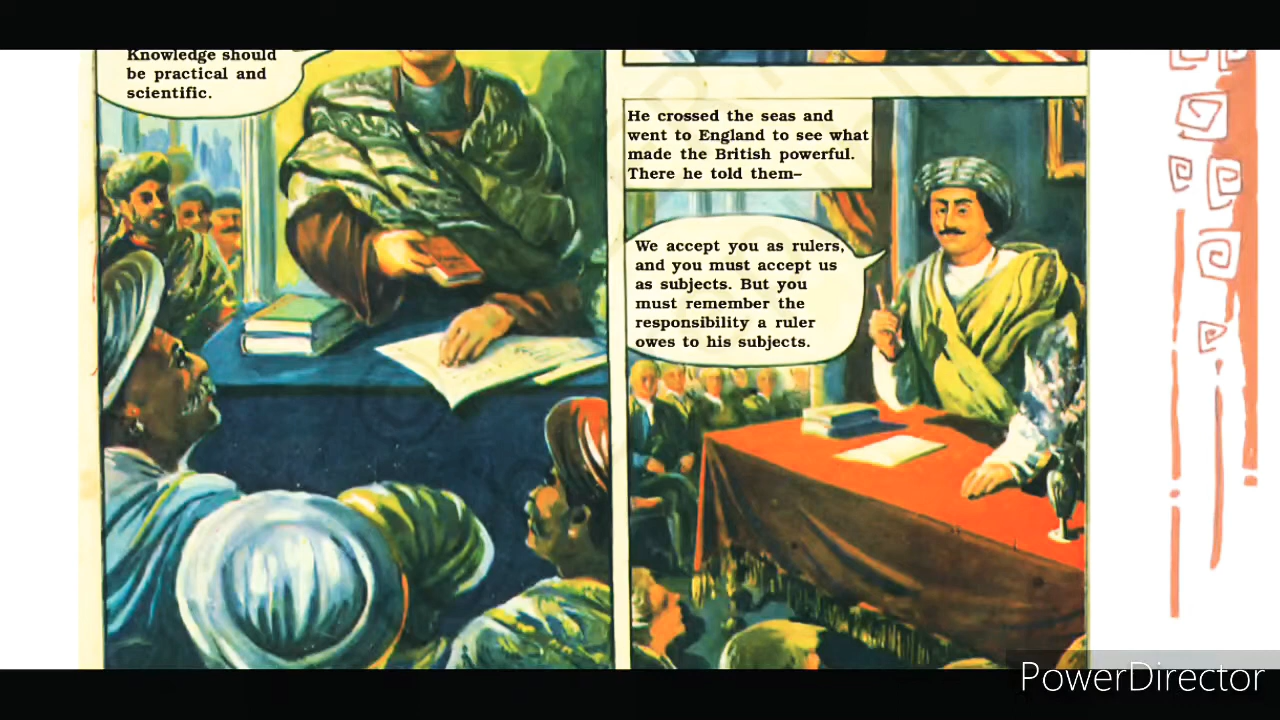 Knowledge should
be practical and
scientific.
He crossed the seas and
went to England to see what
made the British powerful.
There he told them–
We accept you as rulers,
and you must accept us
as subjects. But you
must remember the
responsibility a ruler
owes to his subjects.
PowerDirector